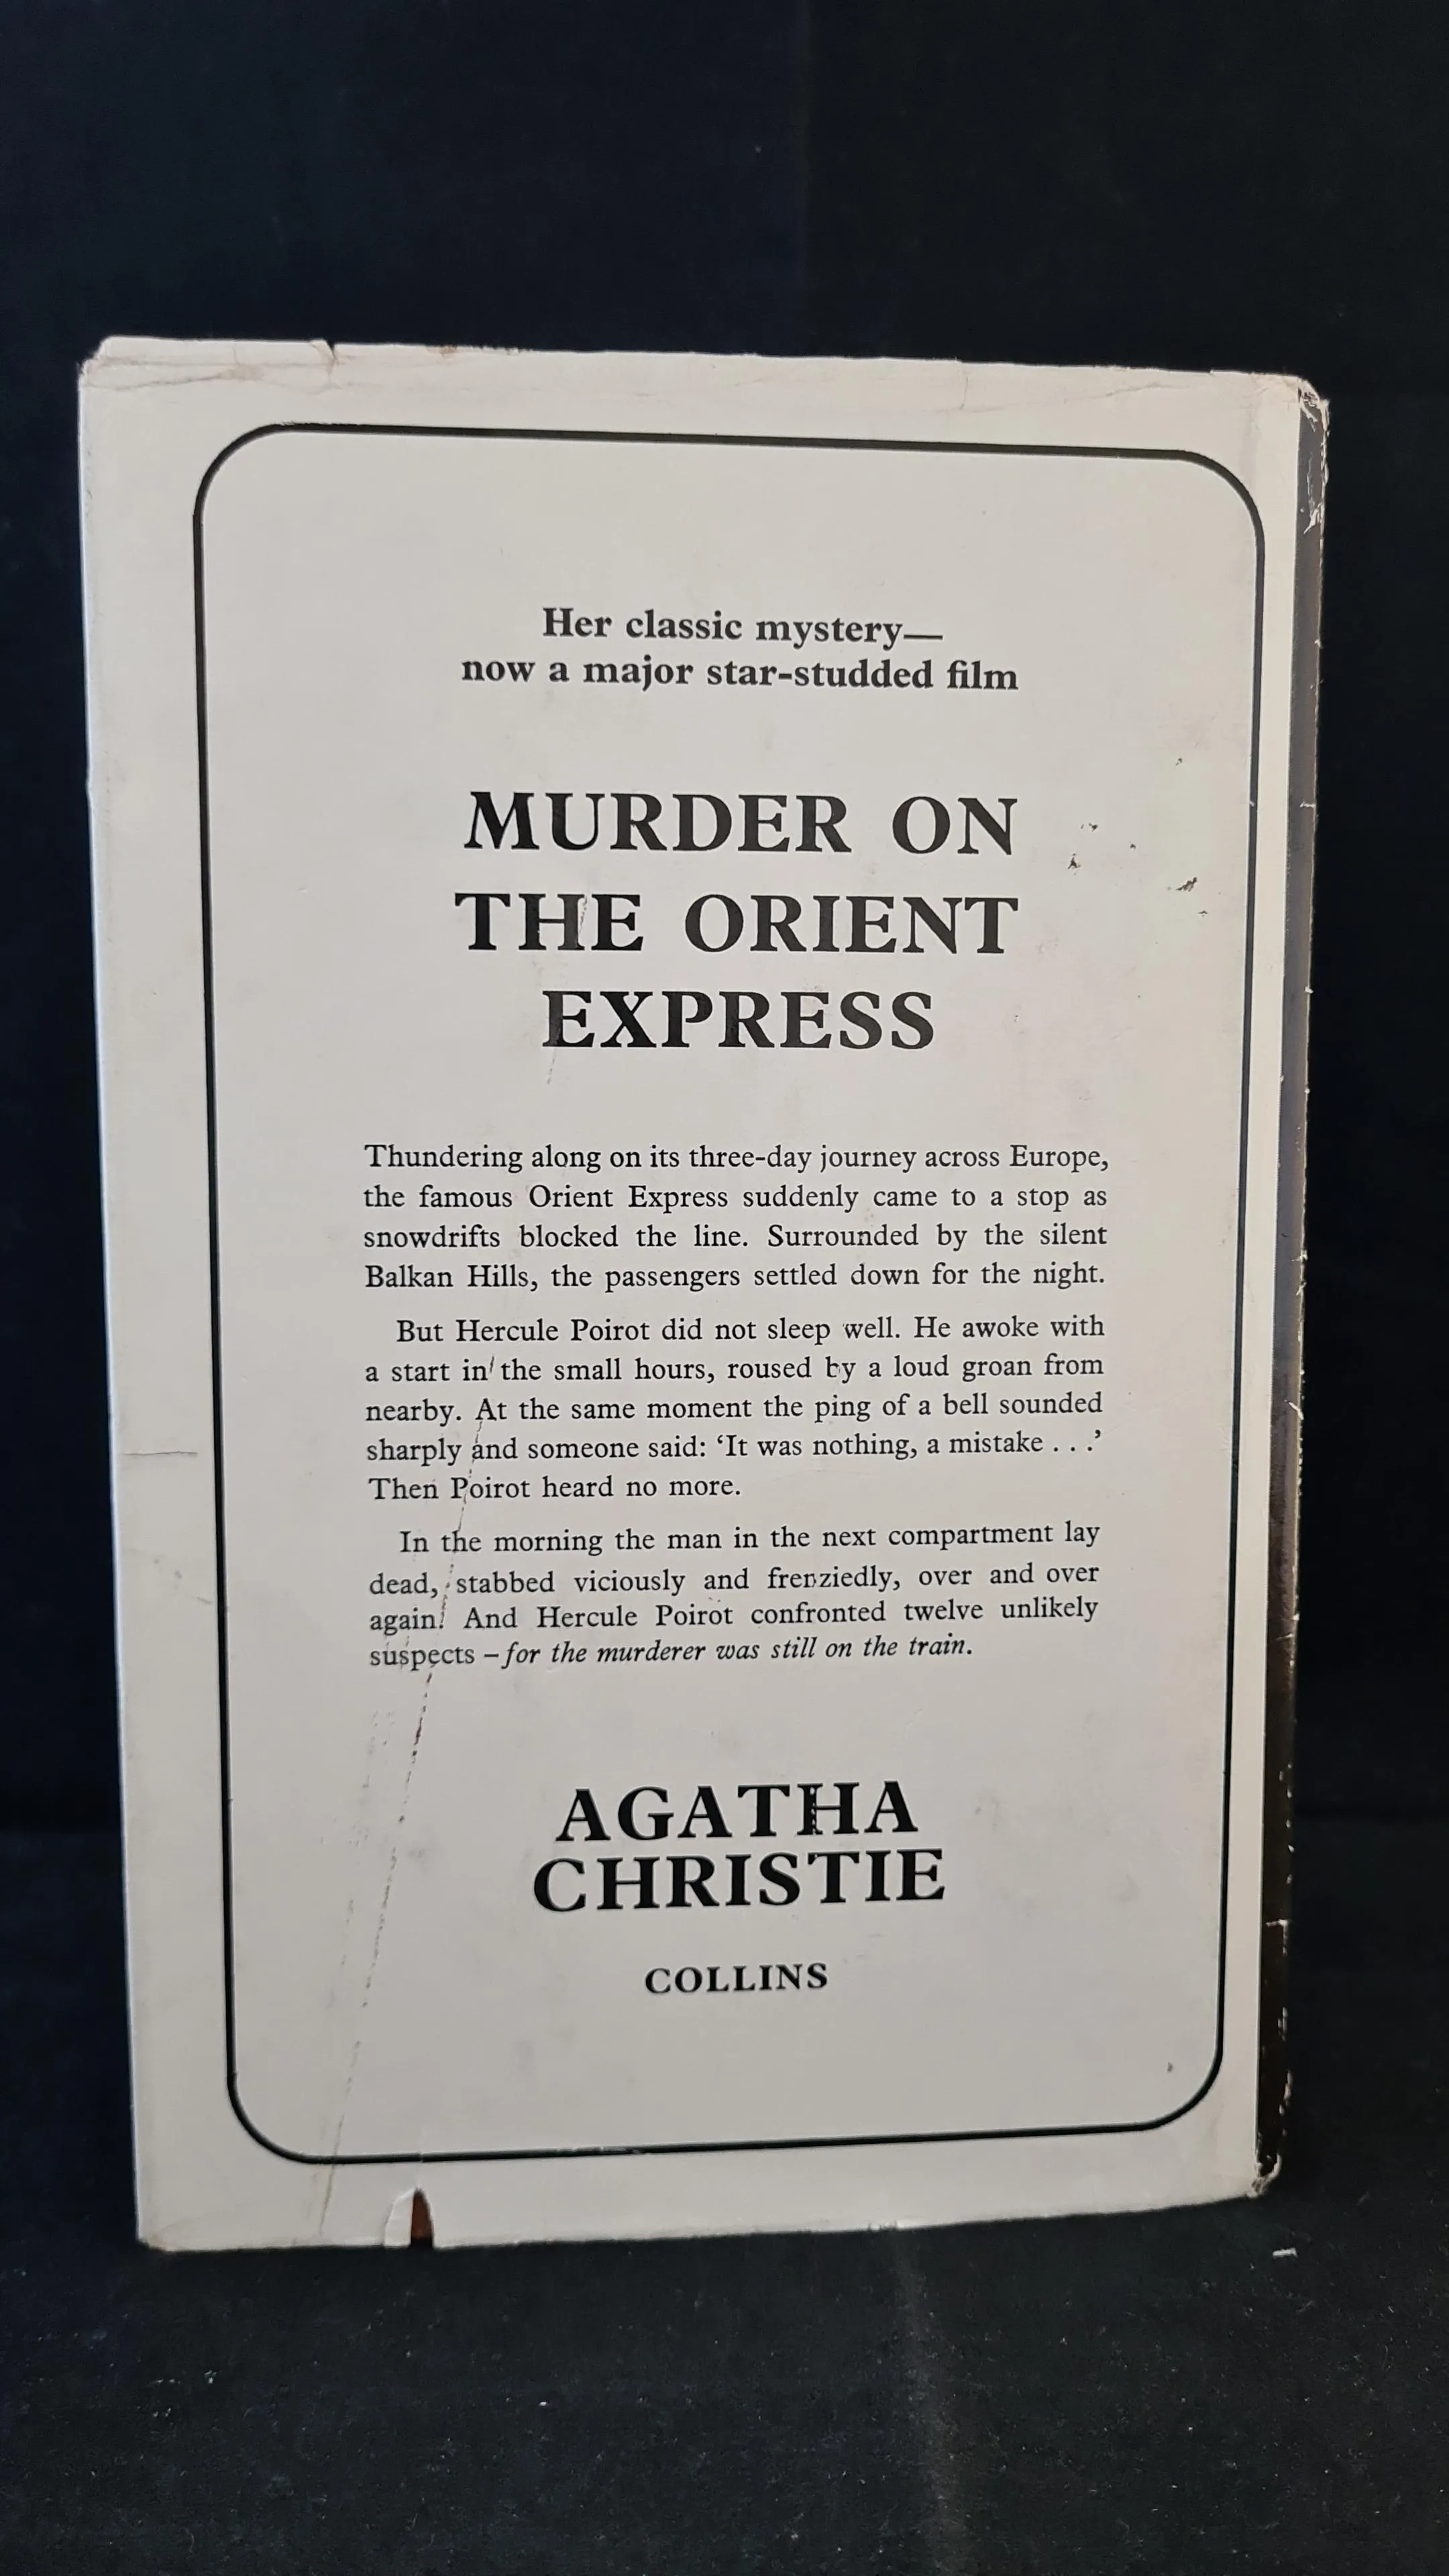 Her classic mystery—
now a major star-studded film
MURDER ON
THE ORIENT
EXPRESS
Thundering along on its three-day journey across Europe,
the famous Orient Express suddenly came to a stop as
snowdrifts blocked the line. Surrounded by the silent
Balkan Hills, the passengers settled down for the night.
But Hercule Poirot did not sleep well. He awoke with
a start in the small hours, roused by a loud groan from
nearby. At the same moment the ping of a bell sounded
sharply and someone said: ‘It was nothing, a mistake . . .’
Then Poirot heard no more.
In the morning the man in the next compartment lay
dead, stabbed viciously and frenziedly, over and over
again! And Hercule Poirot confronted twelve unlikely
suspects – for the murderer was still on the train.
AGATHA
CHRISTIE
COLLINS